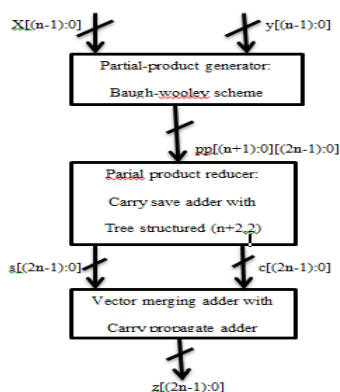 X[(n-1):0]
y[(n-1):0]
Partial-product generator:
Baugh-wooley scheme
pp[(n+1):0][(2n-1):0]
Parial product reducer:
Carry save adder with
Tree structured (n+2,2)
s[(2n-1):0]
c[(2n-1):0]
Vector merging adder with
Carry propagate adder
z[(2n-1):0]